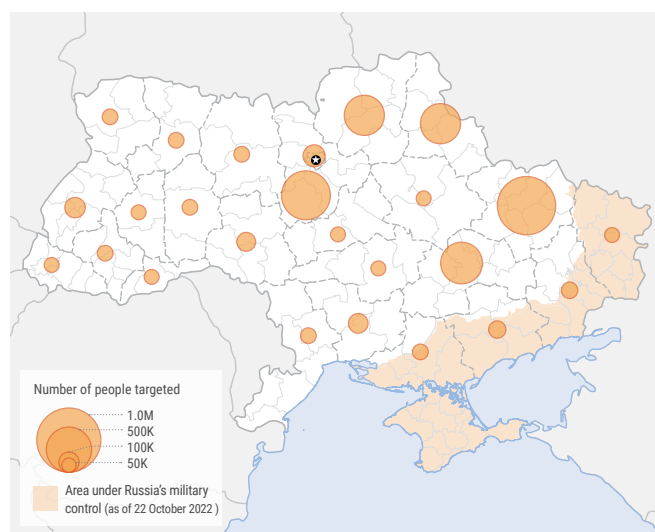 Number of people targeted
1.0M
500K
100K
50K
Area under Russia's military
control (as of 22 October 2022 )